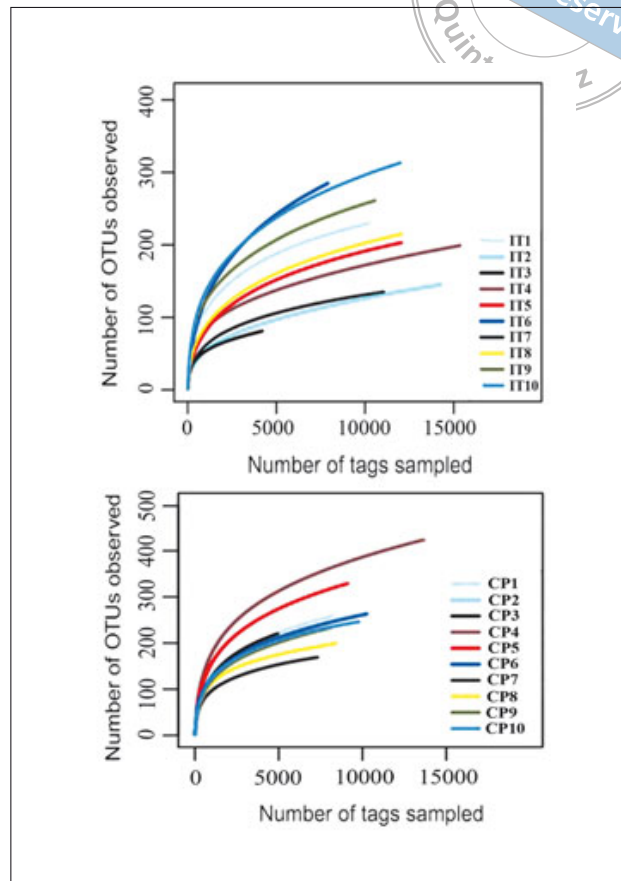 Quint
Number of OTUs observed
400
300
200
100
0
IT1
IT2
IT3
IT4
IT5
IT6
IT7
IT8
IT9
IT10
0 5000 10000 15000
Number of tags sampled
Number of OTUs observed
500
400
300
200
100
0
CP1
CP2
CP3
CP4
CP5
CP6
CP7
CP8
CP9
CP10
0 5000 10000 15000
Number of tags sampled